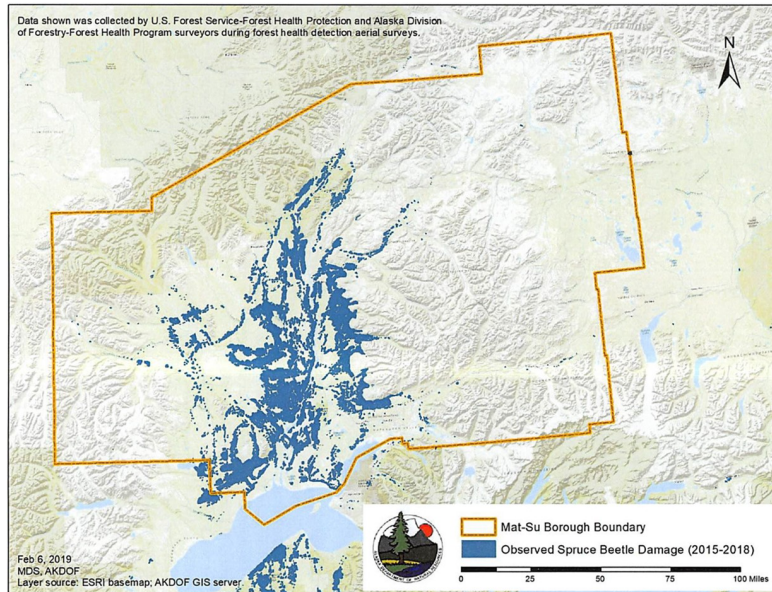 Data shown was collected by U.S. Forest Service-Forest Health Protection and Alaska Division
of Forestry-Forest Health Program surveyors during forest health detection aerial surveys.
N
Mat-Su Borough Boundary
Observed Spruce Beetle Damage (2015-2018)
0 25 50 75 100 Miles
Feb 6, 2019
MDS, AKDOF
Layer source: ESRI basemap; AKDOF GIS server